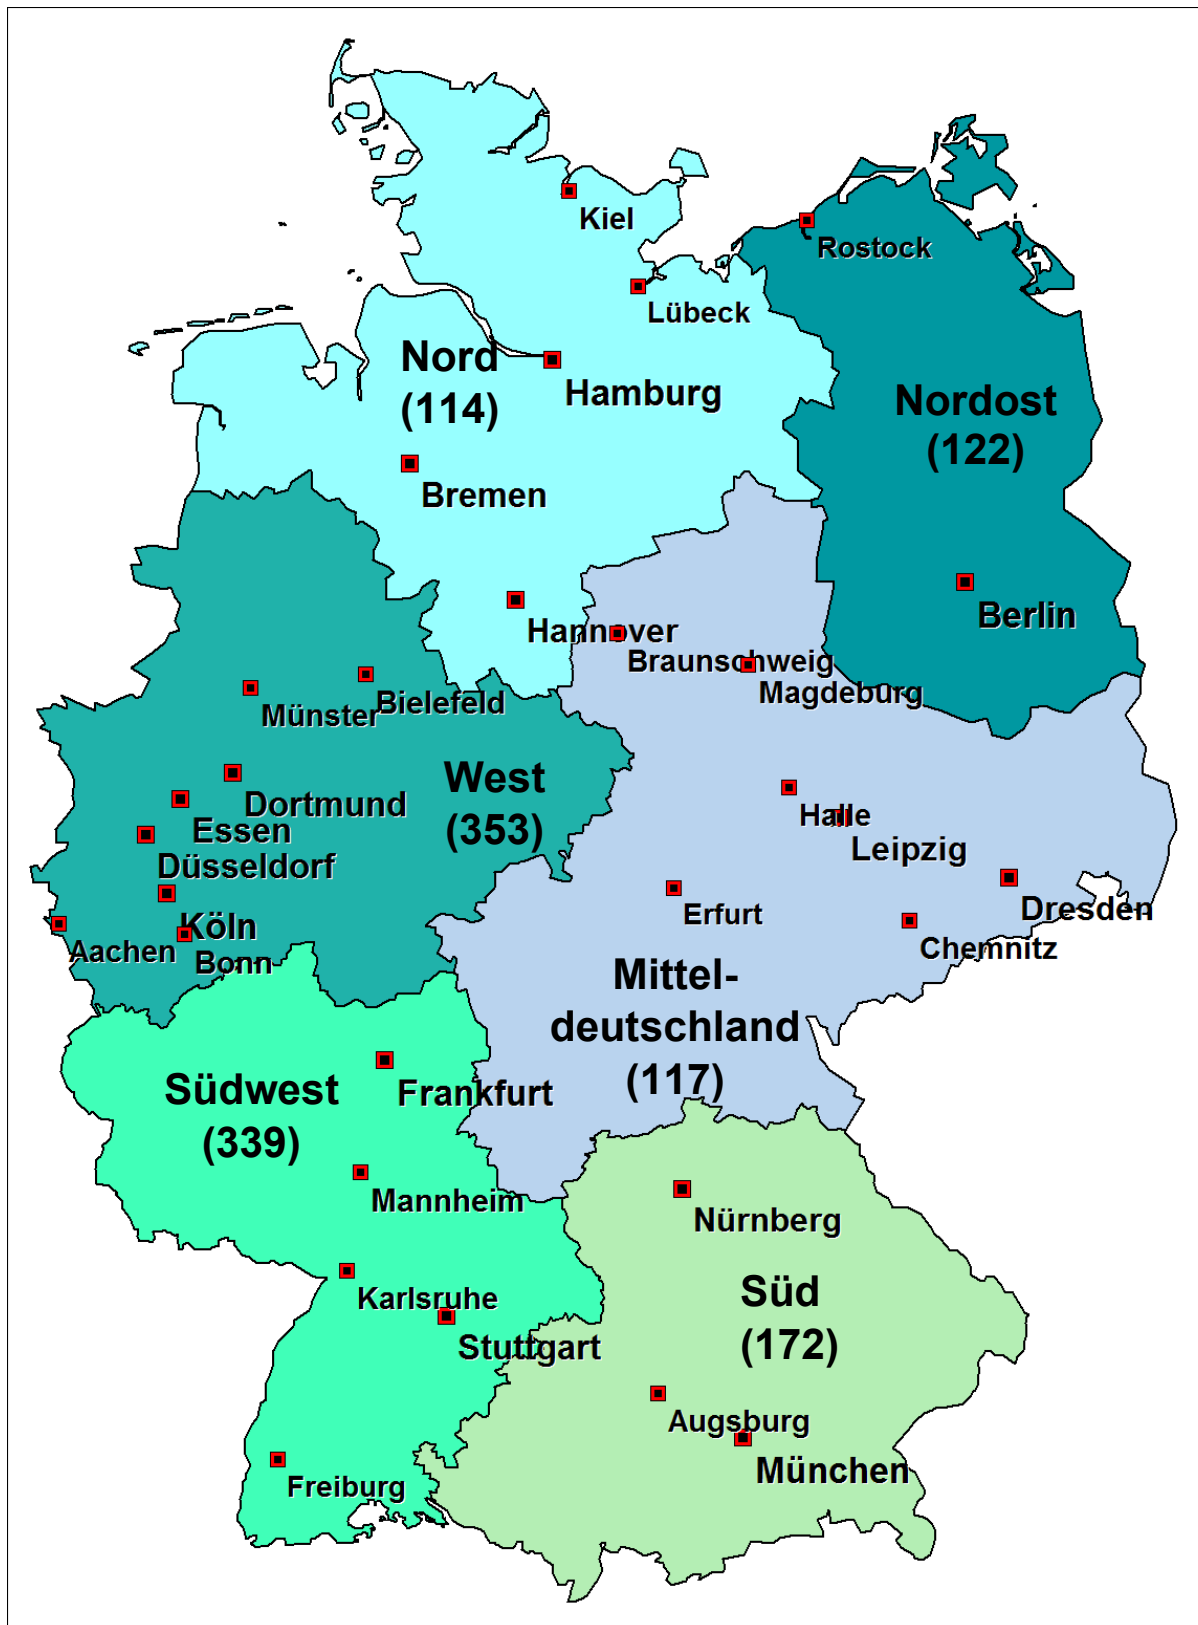 Kiel
Rostock
Lübeck
Nord
(114)
Hamburg
Nordost
(122)
Bremen
Berlin
Hannover
Braunschweig
Magdeburg
Bielefeld
Münster
West
(353)
Dortmund
Essen
Düsseldorf
Halle
Leipzig
Erfurt
Dresden
Köln
Aachen
Bonn
Chemnitz
Mittel-
deutschland
(117)
Südwest
(339)
Frankfurt
Mannheim
Nürnberg
Karlsruhe
Stuttgart
Süd
(172)
Augsburg
München
Freiburg